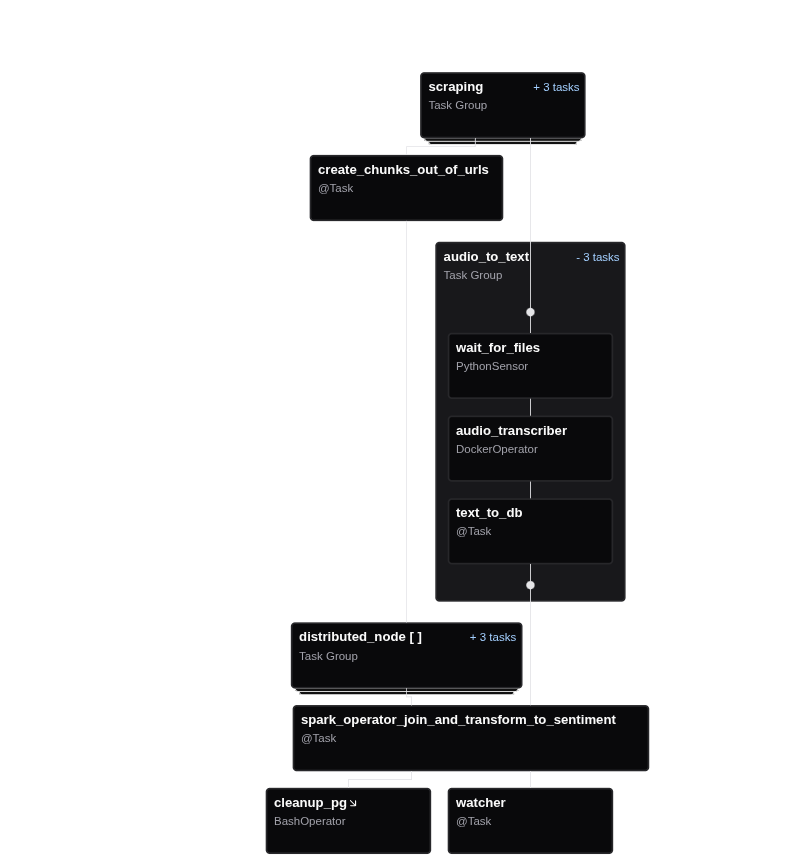 scraping + 3 tasks
Task Group
create_chunks_out_of_urls
@Task
audio_to_text - 3 tasks
Task Group
wait_for_files
PythonSensor
audio_transcriber
DockerOperator
text_to_db
@Task
distributed_node [ ] + 3 tasks
Task Group
spark_operator_join_and_transform_to_sentiment
@Task
cleanup_pg
BashOperator
watcher
@Task